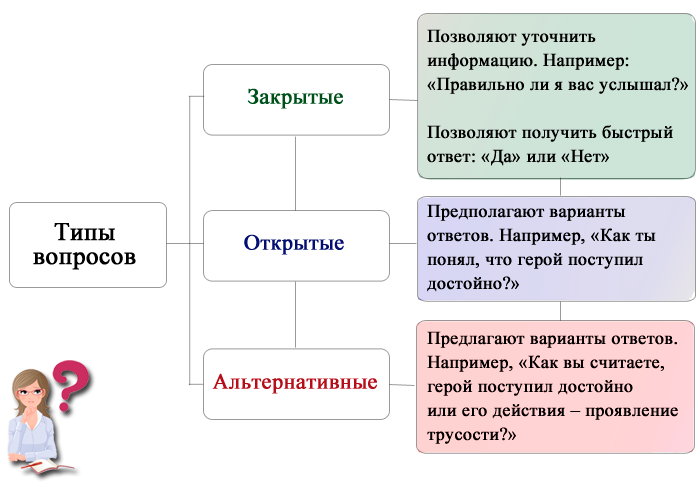 Типы
вопросов
Закрытые
Позволяют уточнить
информацию. Например:
«Правильно ли я вас услышал?»
Позволяют получить быстрый
ответ: «Да» или «Нет»
Открытые
Предполагают варианты
ответов. Например, «Как ты
понял, что герой поступил
достойно?»
Альтернативные
Предлагают варианты ответов.
Например, «Как вы считаете,
герой поступил достойно
или его действия – проявление
трусости?»
?